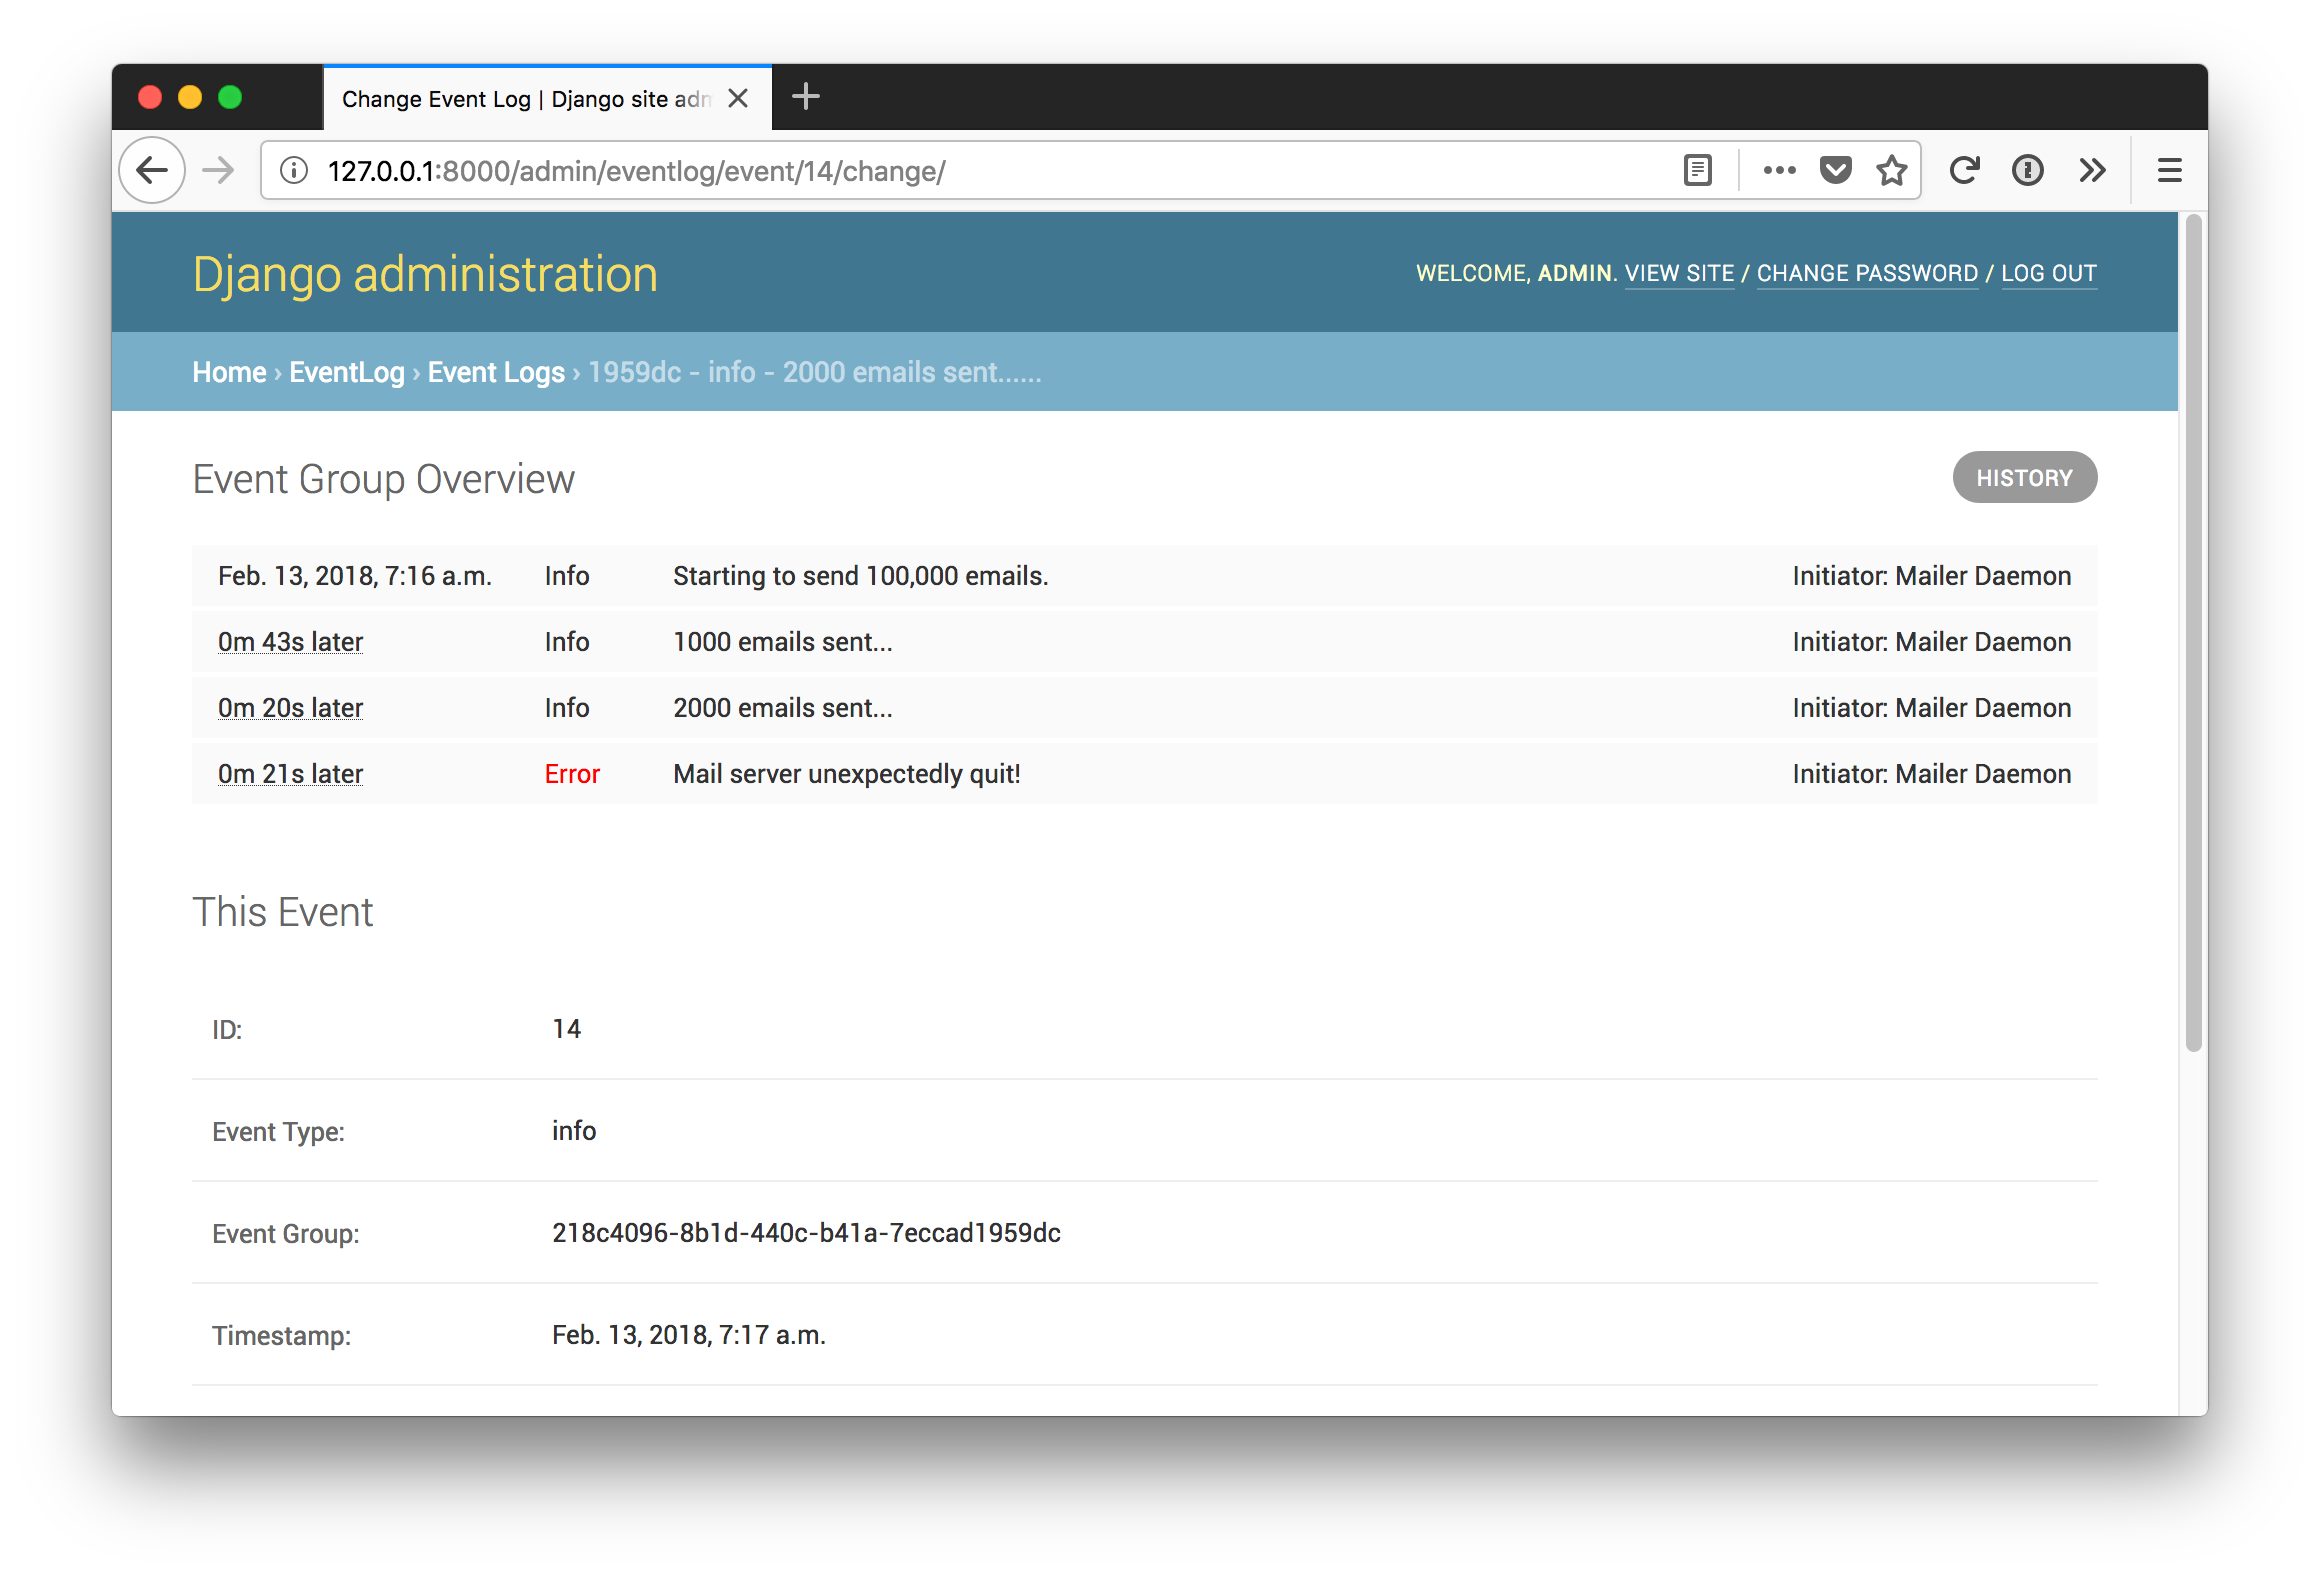 Change Event Log | Django site adm
127.0.0.1:8000/admin/eventlog/event/14/change/
Django administration
WELCOME, ADMIN. VIEW SITE / CHANGE PASSWORD / LOG OUT
Home › EventLog › Event Logs › 1959dc - info - 2000 emails sent......
Event Group Overview
HISTORY
Feb. 13, 2018, 7:16 a.m. Info Starting to send 100,000 emails. Initiator: Mailer Daemon
0m 43s later Info 1000 emails sent... Initiator: Mailer Daemon
0m 20s later Info 2000 emails sent... Initiator: Mailer Daemon
0m 21s later Error Mail server unexpectedly quit! Initiator: Mailer Daemon
This Event
ID: 14
Event Type: info
Event Group: 218c4096-8b1d-440c-b41a-7eccad1959dc
Timestamp: Feb. 13, 2018, 7:17 a.m.